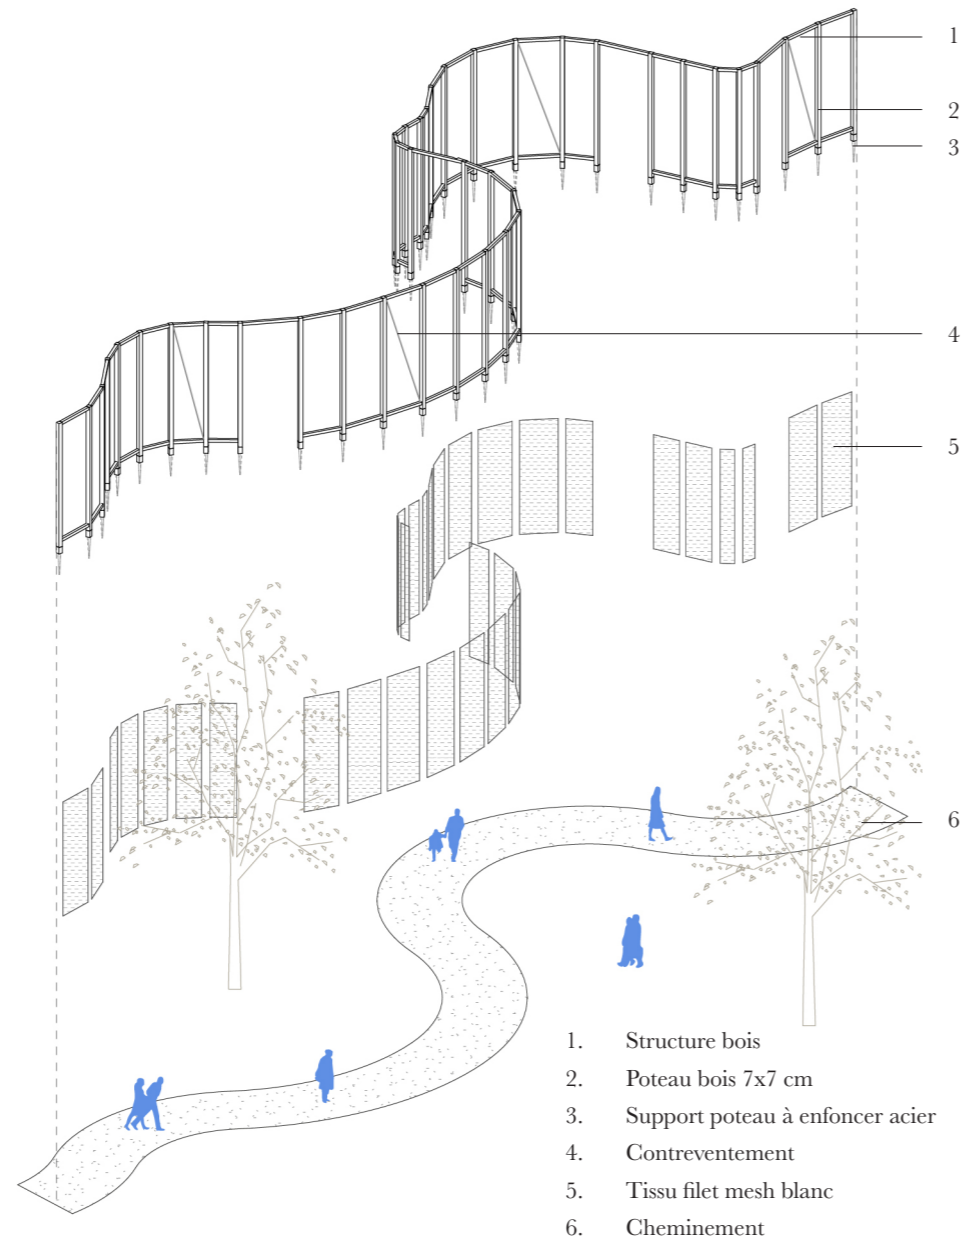 1
2
3
4
5
6
1. Structure bois
2. Poteau bois 7x7 cm
3. Support poteau à enfoncer acier
4. Contreventement
5. Tissu filet mesh blanc
6. Cheminement